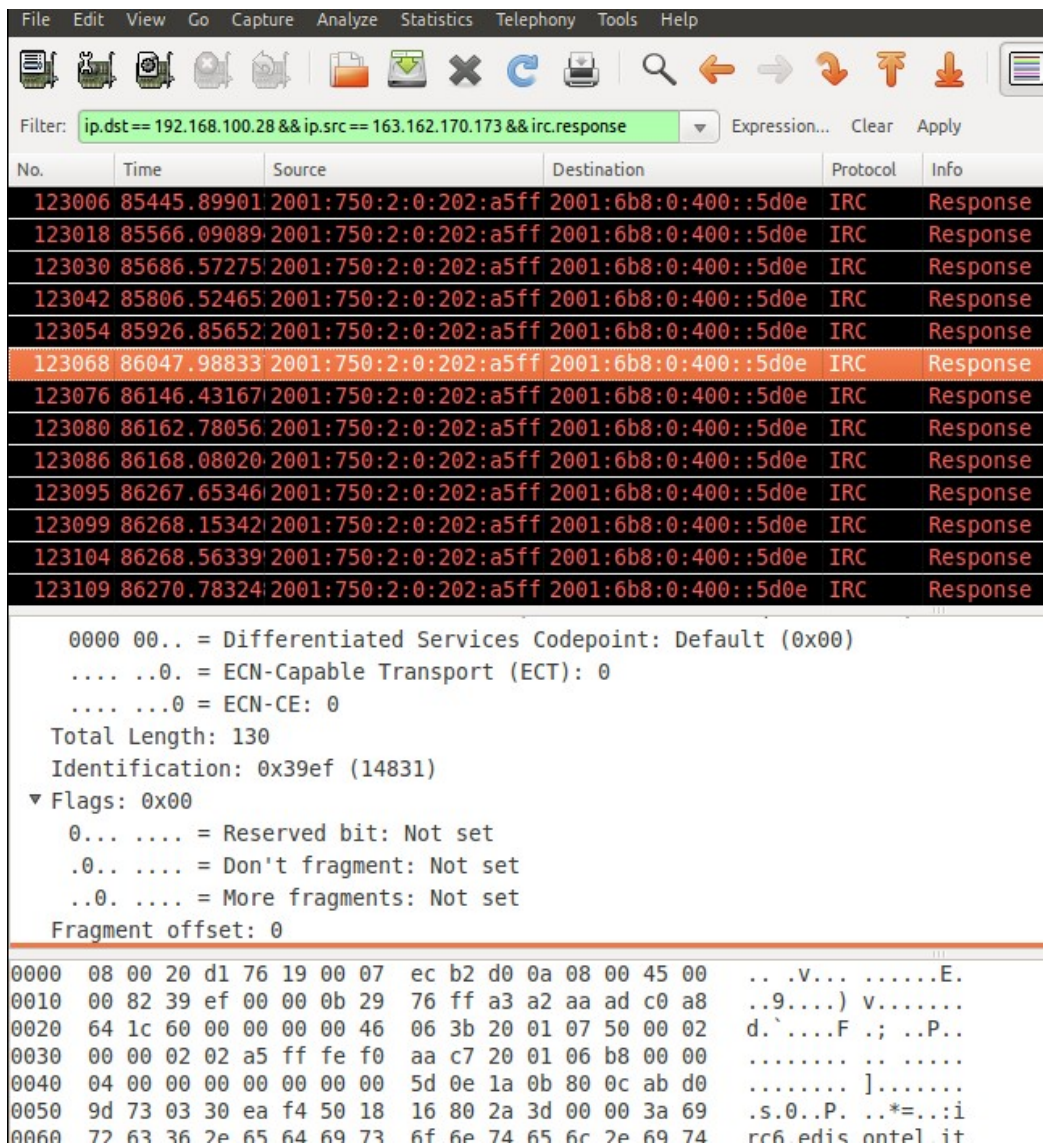 File Edit View Go Capture Analyze Statistics Telephony Tools Help
Filter: ip.dst == 192.168.100.28 && ip.src == 163.162.170.173 && irc.response Expression... Clear Apply
No. Time Source Destination Protocol Info
123006 85445.89901 2001:750:2:0:202:a5ff 2001:6b8:0:400::5d0e IRC Response
123018 85566.09089 2001:750:2:0:202:a5ff 2001:6b8:0:400::5d0e IRC Response
123030 85686.57275 2001:750:2:0:202:a5ff 2001:6b8:0:400::5d0e IRC Response
123042 85806.52465 2001:750:2:0:202:a5ff 2001:6b8:0:400::5d0e IRC Response
123054 85926.85652 2001:750:2:0:202:a5ff 2001:6b8:0:400::5d0e IRC Response
123068 86047.98833 2001:750:2:0:202:a5ff 2001:6b8:0:400::5d0e IRC Response
123076 86146.43167 2001:750:2:0:202:a5ff 2001:6b8:0:400::5d0e IRC Response
123080 86162.78056 2001:750:2:0:202:a5ff 2001:6b8:0:400::5d0e IRC Response
123086 86168.08020 2001:750:2:0:202:a5ff 2001:6b8:0:400::5d0e IRC Response
123095 86267.65346 2001:750:2:0:202:a5ff 2001:6b8:0:400::5d0e IRC Response
123099 86268.15342 2001:750:2:0:202:a5ff 2001:6b8:0:400::5d0e IRC Response
123104 86268.56339 2001:750:2:0:202:a5ff 2001:6b8:0:400::5d0e IRC Response
123109 86270.78324 2001:750:2:0:202:a5ff 2001:6b8:0:400::5d0e IRC Response
0000 00.. = Differentiated Services Codepoint: Default (0x00)
.... ..0. = ECN-Capable Transport (ECT): 0
.... ...0 = ECN-CE: 0
Total Length: 130
Identification: 0x39ef (14831)
Flags: 0x00
0... .... = Reserved bit: Not set
.0.. .... = Don't fragment: Not set
..0. .... = More fragments: Not set
Fragment offset: 0
0000 08 00 20 d1 76 19 00 07 ec b2 d0 0a 08 00 45 00 .. .v... ......E.
0010 00 82 39 ef 00 00 0b 29 76 ff a3 a2 aa ad c0 a8 ..9....) v.......
0020 64 1c 60 00 00 00 00 46 06 3b 20 01 07 50 00 02 d.`....F .; ..P..
0030 00 00 02 02 a5 ff fe f0 aa c7 20 01 06 b8 00 00 ........ .. .....
0040 04 00 00 00 00 00 00 00 5d 0e 1a 0b 80 0c ab d0 ........ ].......
0050 9d 73 03 30 ea f4 50 18 16 80 2a 3d 00 00 3a 69 .s.0..P. ..*=..:i
0060 72 63 36 2e 65 64 69 73 6f 6e 74 65 6c 2e 69 74 rc6.edis ontel.it